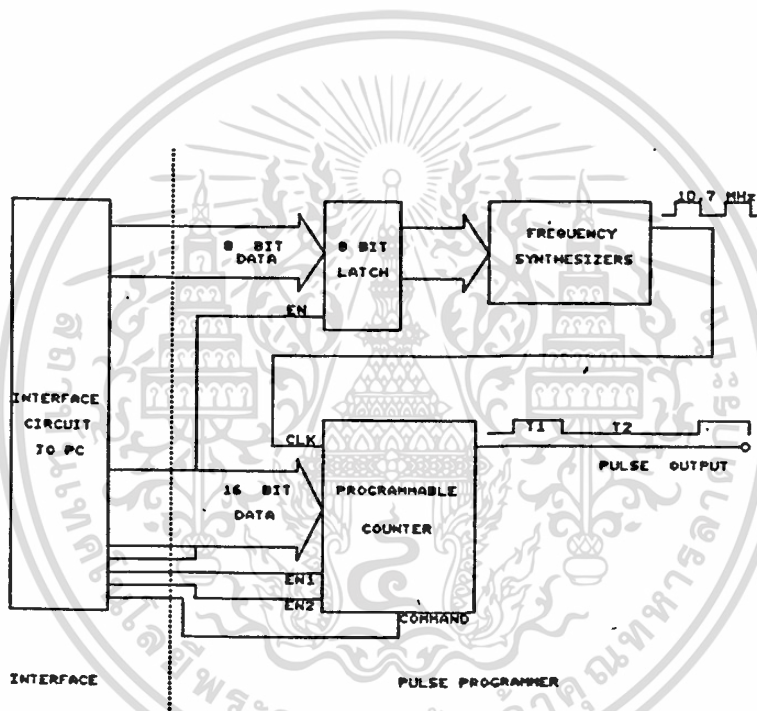 10.7 MHz
8 BIT
DATA
8 BIT
LATCH
EN
FREQUENCY
SYNTHESIZERS
INTERFACE
CIRCUIT
TO PC
CLK
T1
T2
PULSE OUTPUT
16 BIT
DATA
PROGRAMMABLE
COUNTER
EN1
EN2
COMMAND
INTERFACE
PULSE PROGRAMMER